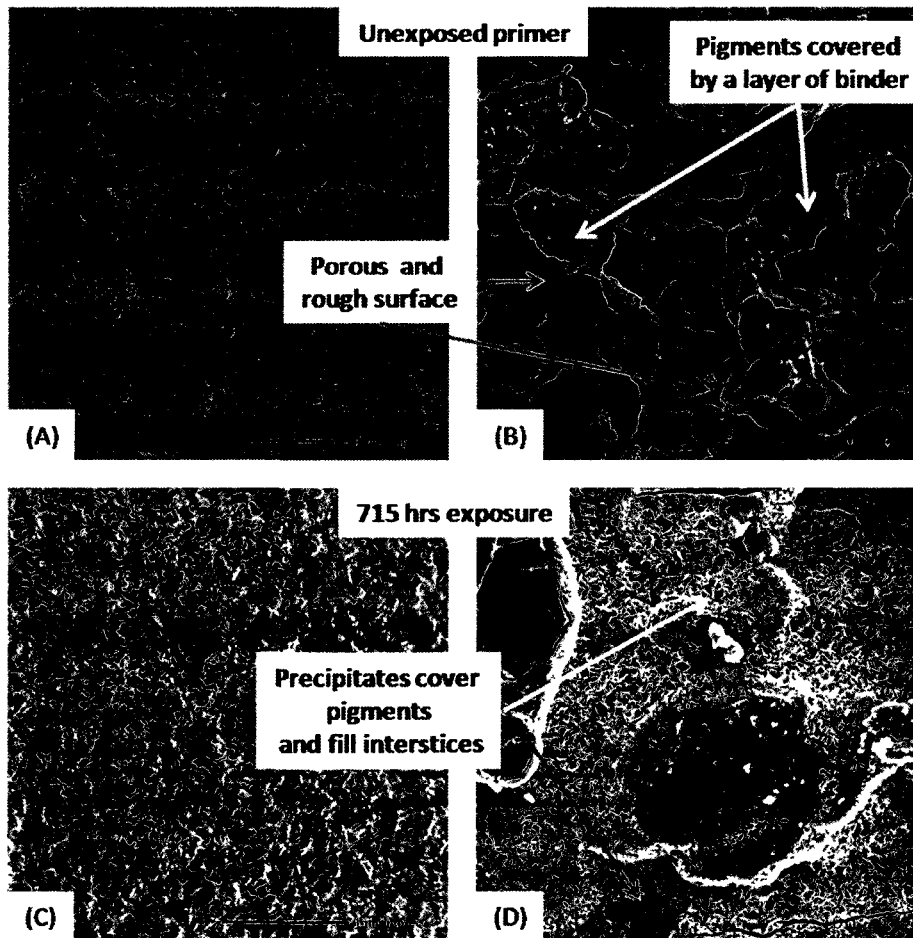 Unexposed primer
Pigments covered
by a layer of binder
Porous and
rough surface
(A)
(B)
715 hrs exposure
Precipitates cover
pigments
and fill interstices
(C)
(D)